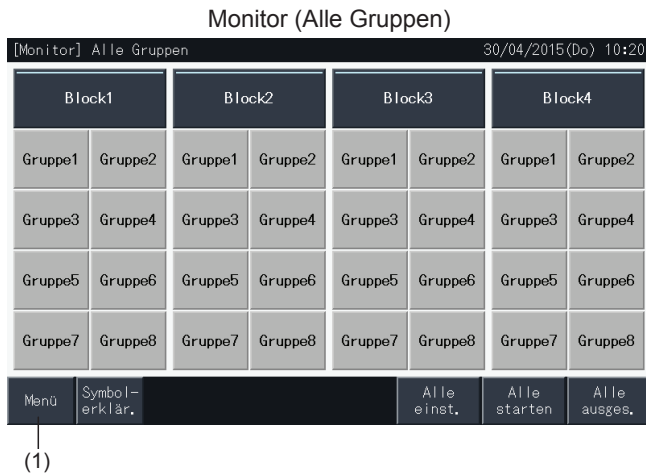 Monitor (Alle Gruppen)
[Monitor] Alle Gruppen 30/04/2015(Do) 10:20
Block1 Block2 Block3 Block4
Gruppe1 Gruppe2 Gruppe1 Gruppe2 Gruppe1 Gruppe2 Gruppe1 Gruppe2
Gruppe3 Gruppe4 Gruppe3 Gruppe4 Gruppe3 Gruppe4 Gruppe3 Gruppe4
Gruppe5 Gruppe6 Gruppe5 Gruppe6 Gruppe5 Gruppe6 Gruppe5 Gruppe6
Gruppe7 Gruppe8 Gruppe7 Gruppe8 Gruppe7 Gruppe8 Gruppe7 Gruppe8
Menü Symbol- Alle Alle Alle
erklär. einst. starten ausges.
(1)